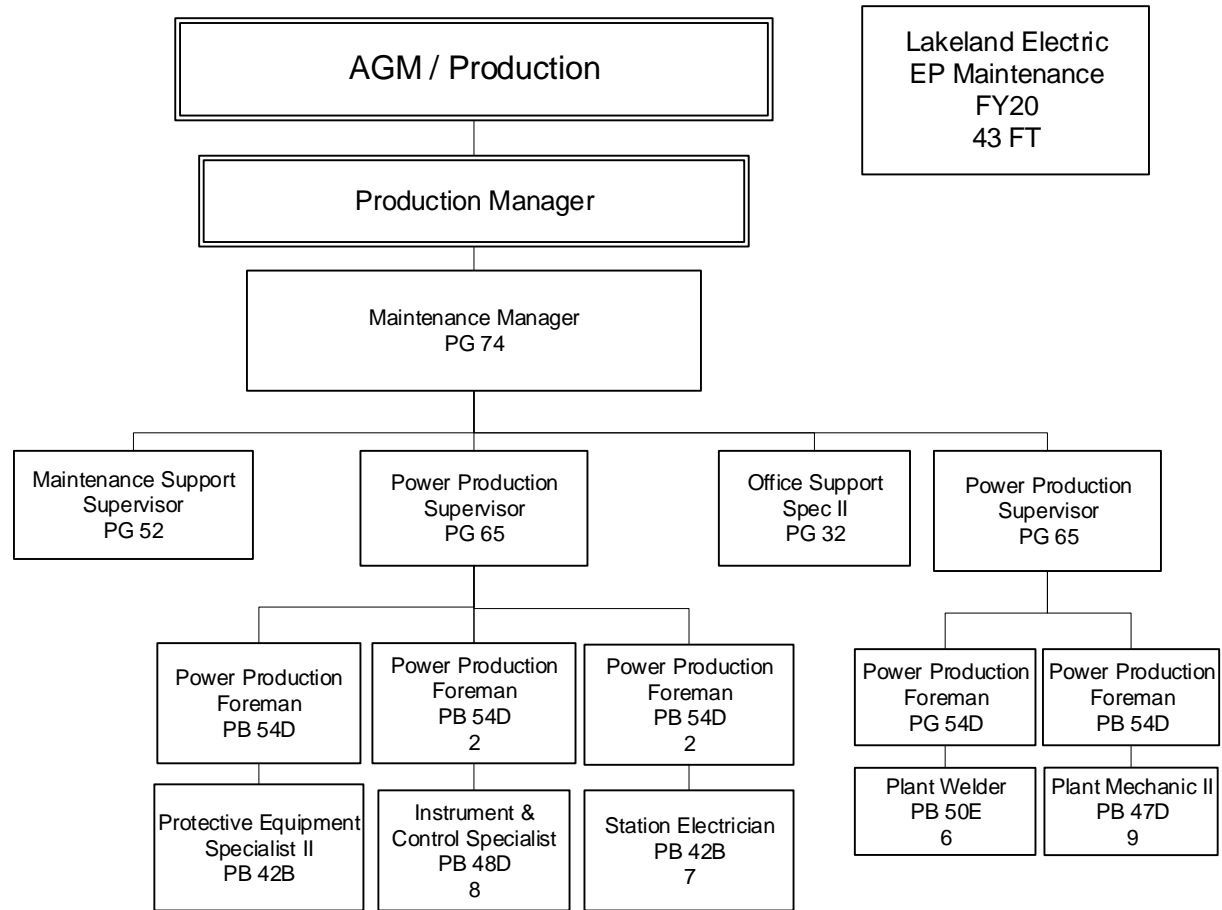 AGM / Production
Lakeland Electric
EP Maintenance
FY20
43 FT
Production Manager
Maintenance Manager
PG 74
Maintenance Support
Supervisor
PG 52
Power Production
Supervisor
PG 65
Office Support
Spec II
PG 32
Power Production
Supervisor
PG 65
Power Production
Foreman
PB 54D
Power Production
Foreman
PB 54D
2
Power Production
Foreman
PB 54D
2
Power Production
Foreman
PG 54D
Power Production
Foreman
PB 54D
Protective Equipment
Specialist II
PB 42B
Instrument &
Control Specialist
PB 48D
8
Station Electrician
PB 42B
7
Plant Welder
PB 50E
6
Plant Mechanic II
PB 47D
9